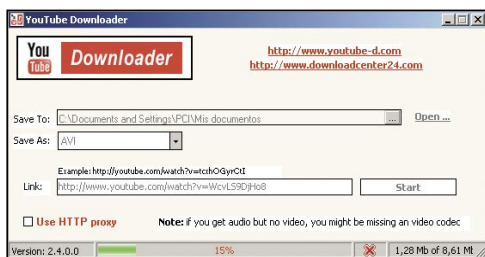 YouTube Downloader
You
Tube
Downloader
http://www.youtube-d.com
http://www.downloadcenter24.com
Save To: C:\Documents and Settings\PCI\Mis documentos ... Open ...
Save As: AVI
Example: http://youtube.com/watch?v=tcxhOGyrCtI
Link: http://www.youtube.com/watch?v=WcvLS9DjHo8 Start
Use HTTP proxy Note: if you get audio but no video, you might be missing an video codec
Version: 2.4.0.0 15% 1,28 Mb of 8,61 Mb